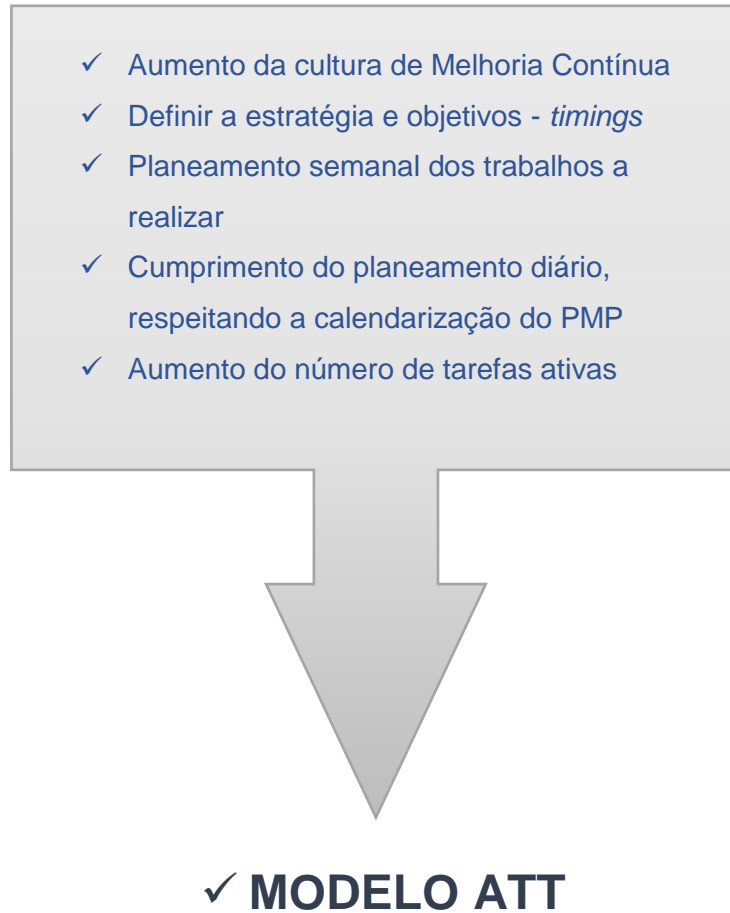 ✓ Aumento da cultura de Melhoria Contínua
✓ Definir a estratégia e objetivos - timings
✓ Planeamento semanal dos trabalhos a
realizar
✓ Cumprimento do planeamento diário,
respeitando a calendarização do PMP
✓ Aumento do número de tarefas ativas
✓ MODELO ATT